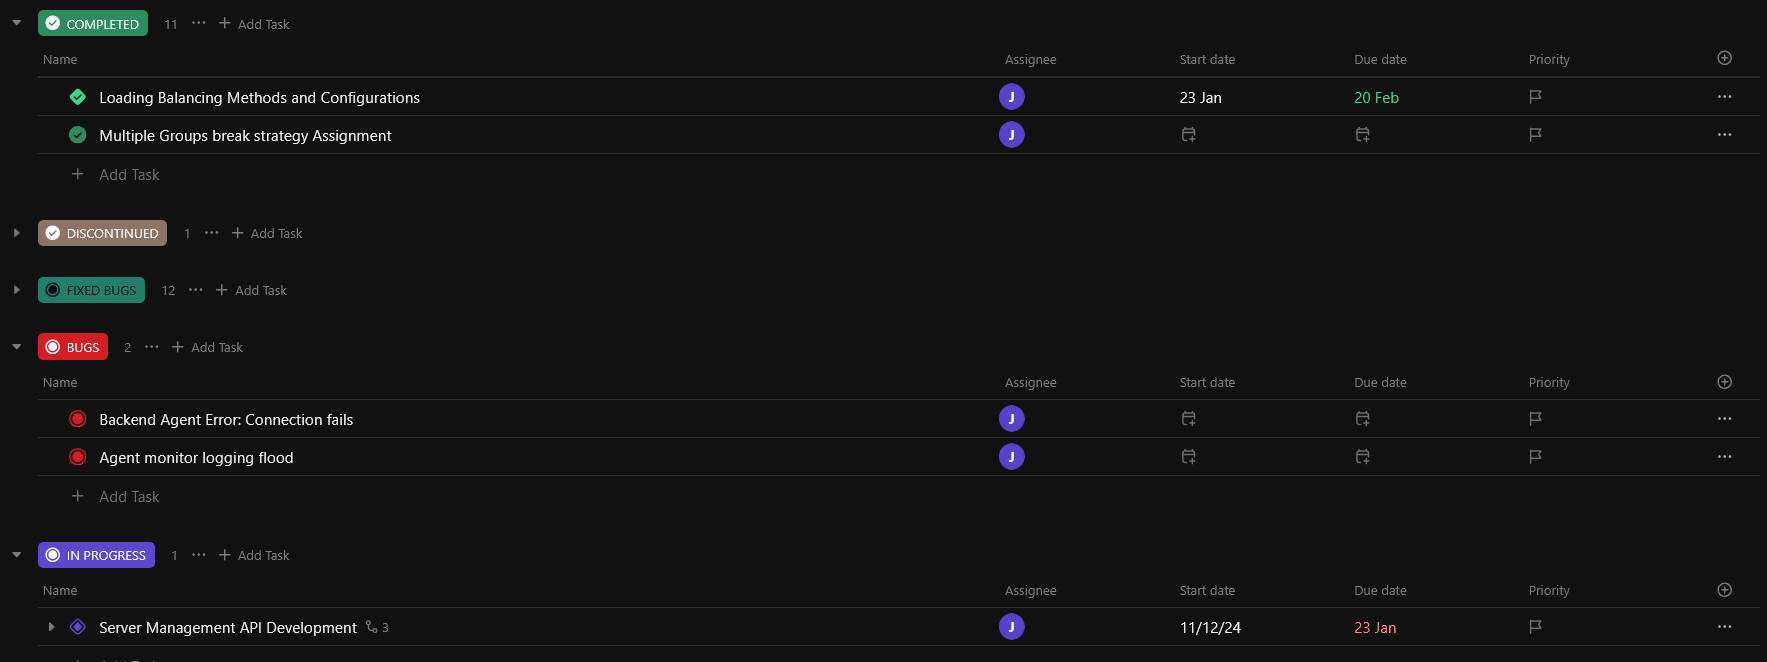 COMPLETED 11 ... + Add Task
Name Assignee Start date Due date Priority
Loading Balancing Methods and Configurations J 23 Jan 20 Feb ...
Multiple Groups break strategy Assignment J ...
+ Add Task
DISCONTINUED 1 ... + Add Task
FIXED BUGS 12 ... + Add Task
BUGS 2 ... + Add Task
Name Assignee Start date Due date Priority
Backend Agent Error: Connection fails J ...
Agent monitor logging flood J ...
+ Add Task
IN PROGRESS 1 ... + Add Task
Name Assignee Start date Due date Priority
Server Management API Development 3 J 11/12/24 23 Jan ...